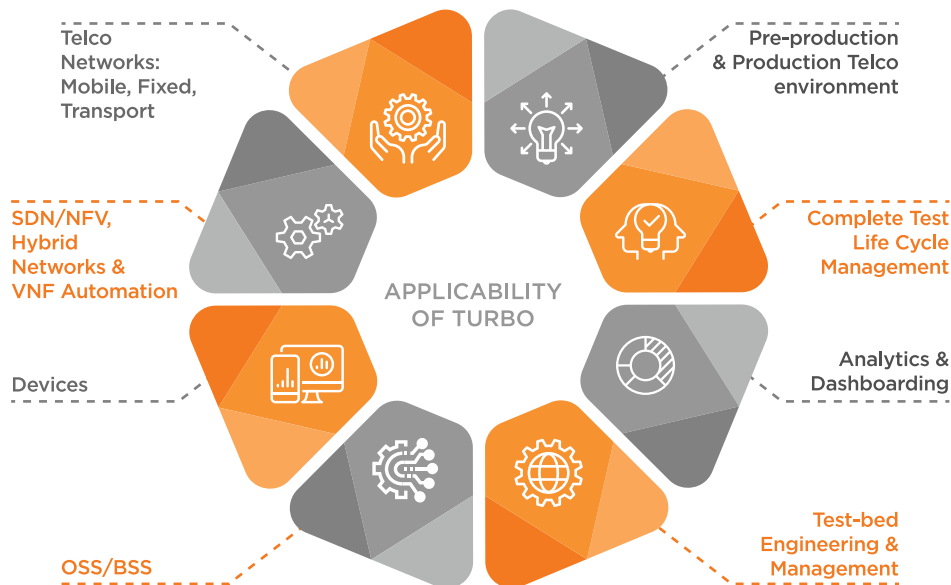 Telco
Networks:
Mobile, Fixed,
Transport
Pre-production
& Production Telco
environment
SDN/NFV,
Hybrid
Networks &
VNF Automation
Complete Test
Life Cycle
Management
APPLICABILITY
OF TURBO
Devices
Analytics &
Dashboarding
OSS/BSS
Test-bed
Engineering &
Management